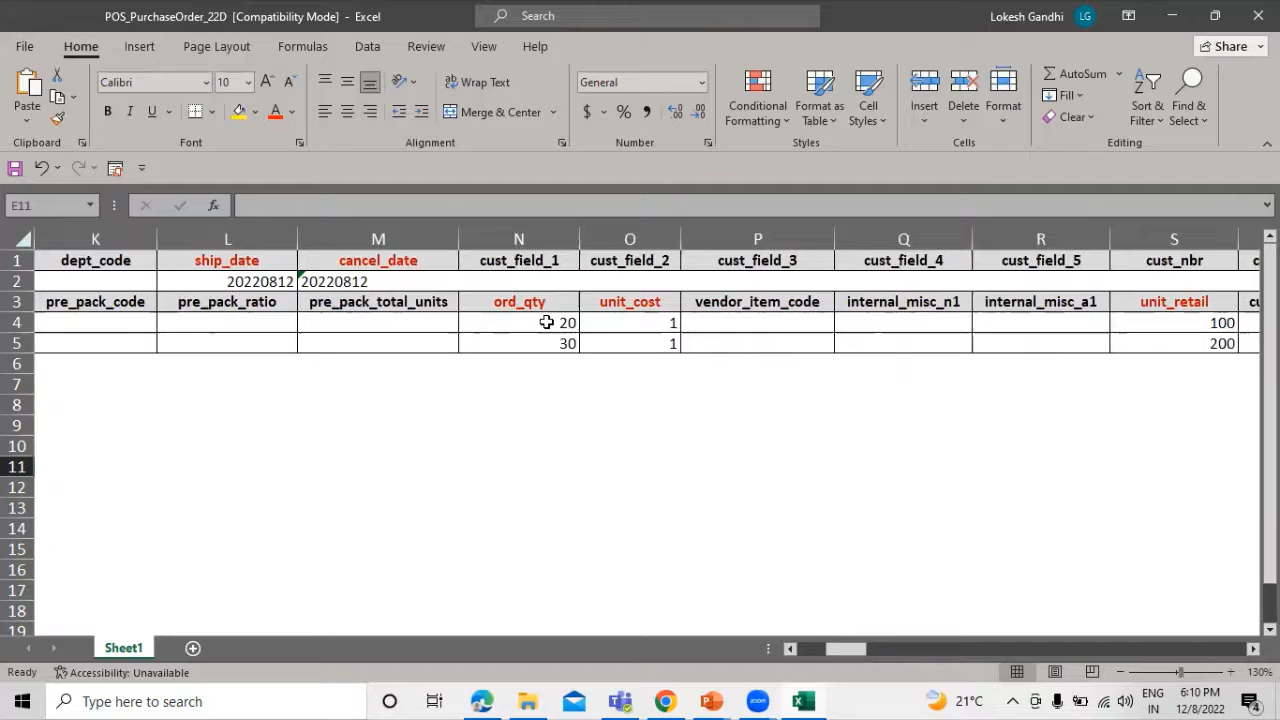 POS_PurchaseOrder_22D [Compatibility Mode] - Excel
Search
Lokesh Gandhi LG
File Home Insert Page Layout Formulas Data Review View Help
Share
Paste
Calibri 10
B I U
Wrap Text
Merge & Center
General
$ %
Conditional Formatting
Format as Table
Cell Styles
Insert
Delete
Format
AutoSum
Fill
Clear
Sort & Filter
Find & Select
Clipboard Font Alignment Number Styles Cells Editing
E11 fx
K L M N O P Q R S
1 dept_code ship_date cancel_date cust_field_1 cust_field_2 cust_field_3 cust_field_4 cust_field_5 cust_nbr
2 20220812 20220812
3 pre_pack_code pre_pack_ratio pre_pack_total_units ord_qty unit_cost vendor_item_code internal_misc_n1 internal_misc_a1 unit_retail
4 20 1 100
5 30 1 200
6
7
8
9
10
11
12
13
14
15
16
17
18
19
Sheet1
Ready Accessibility: Unavailable 130%
Type here to search
21°C
ENG
IN
6:10 PM
12/8/2022
4